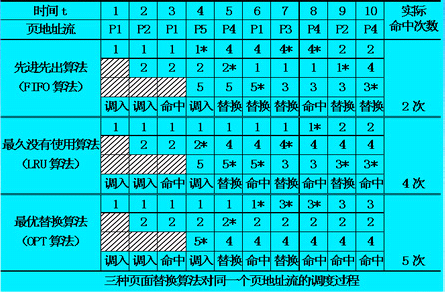 时间 t 1 2 3 4 5 6 7 8 9 10 实际
页地址流 P1 P2 P1 P5 P4 P1 P3 P4 P2 P4 命中次数
1 1 1 1* 4 4 4* 4* 2 2
先进先出算法 2 2 2 2* 1 1 1 1* 4
(FIFO 算法) 5 5 5* 3 3 3 3*
调入 调入 命中 调入 替换 替换 替换 命中 替换 替换 2 次
1 1 1 1 1 1 1 1* 2 2
最久没有使用算法 2 2 2* 4 4 4* 4 4 4
(LRU 算法) 5 5* 5* 3 3 3* 3*
调入 调入 命中 调入 替换 命中 替换 命中 替换 命中 4 次
1 1 1 1 1 1* 3* 3* 3 3
最优替换算法 2 2 2 2* 2 2 2 2 2
(OPT 算法) 5* 4 4 4 4 4 4
调入 调入 命中 调入 替换 命中 替换 命中 命中 命中 5 次
三种页面替换算法对同一个页地址流的调度过程